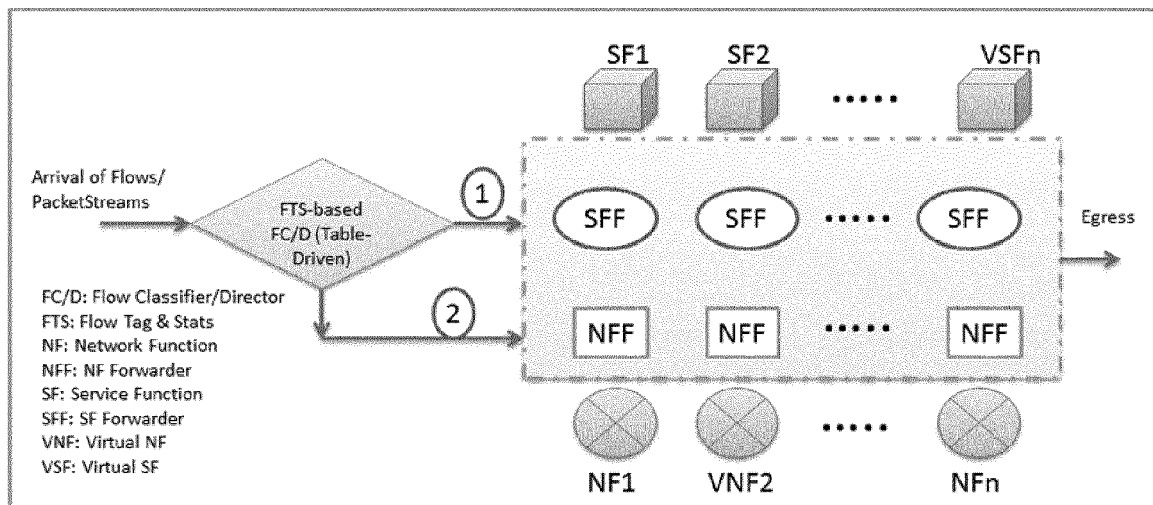 SF1 SF2 VSFn
.....
Arrival of Flows/
PacketStreams
1
FTS-based
FC/D (Table-
Driven)
SFF SFF ..... SFF
Egress
2
NFF NFF ..... NFF
FC/D: Flow Classifier/Director
FTS: Flow Tag & Stats
NF: Network Function
NFF: NF Forwarder
SF: Service Function
SFF: SF Forwarder
VNF: Virtual NF
VSF: Virtual SF
.....
NF1 VNF2 NFn